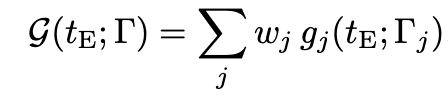 𝒢(t_E; Γ) = ∑_j w_j g_j(t_E; Γ_j)